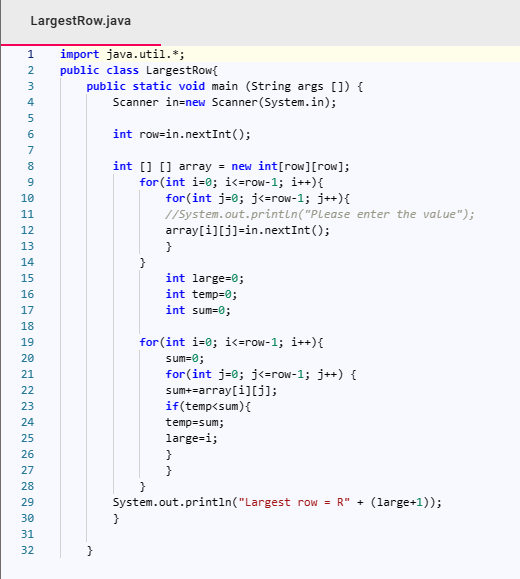 LargestRow.java
1 import java.util.*;
2 public class LargestRow{
3 public static void main (String args []) {
4 Scanner in=new Scanner(System.in);
5
6 int row=in.nextInt();
7
8 int [] [] array = new int[row][row];
9 for(int i=0; i<=row-1; i++){
10 for(int j=0; j<=row-1; j++){
11 //System.out.println("Please enter the value");
12 array[i][j]=in.nextInt();
13 }
14 }
15 int large=0;
16 int temp=0;
17 int sum=0;
18
19 for(int i=0; i<=row-1; i++){
20 sum=0;
21 for(int j=0; j<=row-1; j++) {
22 sum+=array[i][j];
23 if(temp<sum){
24 temp=sum;
25 large=i;
26 }
27 }
28 }
29 System.out.println("Largest row = R" + (large+1));
30 }
31
32 }